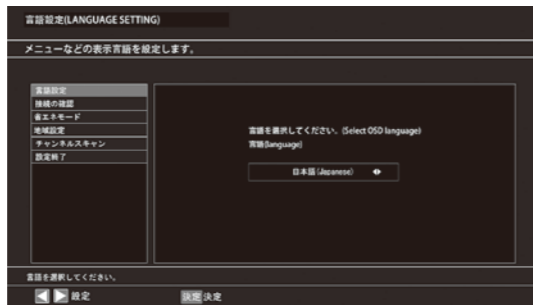 言語設定(LANGUAGE SETTING)
メニューなどの表示言語を設定します。
言語設定
接続の確認
省エネモード
地域設定
チャンネルスキャン
設定終了
言語を選択してください。(Select OSD language)
言語(language)
日本語(Japanese)
言語を選択してください。
設定
決定 決定